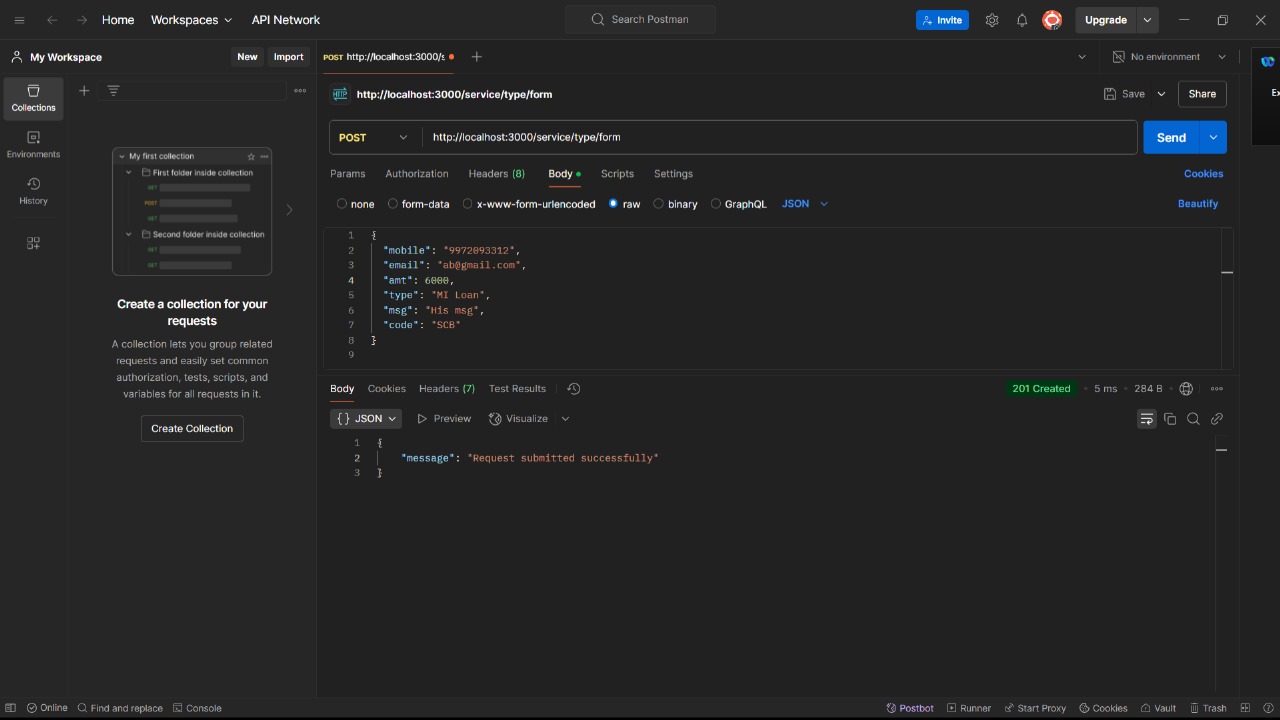 Home Workspaces API Network Search Postman Invite Upgrade
My Workspace New Import POST http://localhost:3000/s No environment
Collections
Environments
History
My first collection
First folder inside collection
GET
POST
GET
Second folder inside collection
GET
GET
Create a collection for your
requests
A collection lets you group related
requests and easily set common
authorization, tests, scripts, and
variables for all requests in it.
Create Collection
HTTP http://localhost:3000/service/type/form Save Share
POST http://localhost:3000/service/type/form Send
Params Authorization Headers (8) Body Scripts Settings Cookies
none form-data x-www-form-urlencoded raw binary GraphQL JSON Beautify
1 {
2 "mobile": "9972093312",
3 "email": "ab@gmail.com",
4 "amt": 6000,
5 "type": "MI Loan",
6 "msg": "His msg",
7 "code": "SCB"
8 }
9
Body Cookies Headers (7) Test Results 201 Created 5 ms 284 B
{} JSON Preview Visualize
1 {
2 "message": "Request submitted successfully"
3 }
Ex
Online Find and replace Console Postbot Runner Start Proxy Cookies Vault Trash